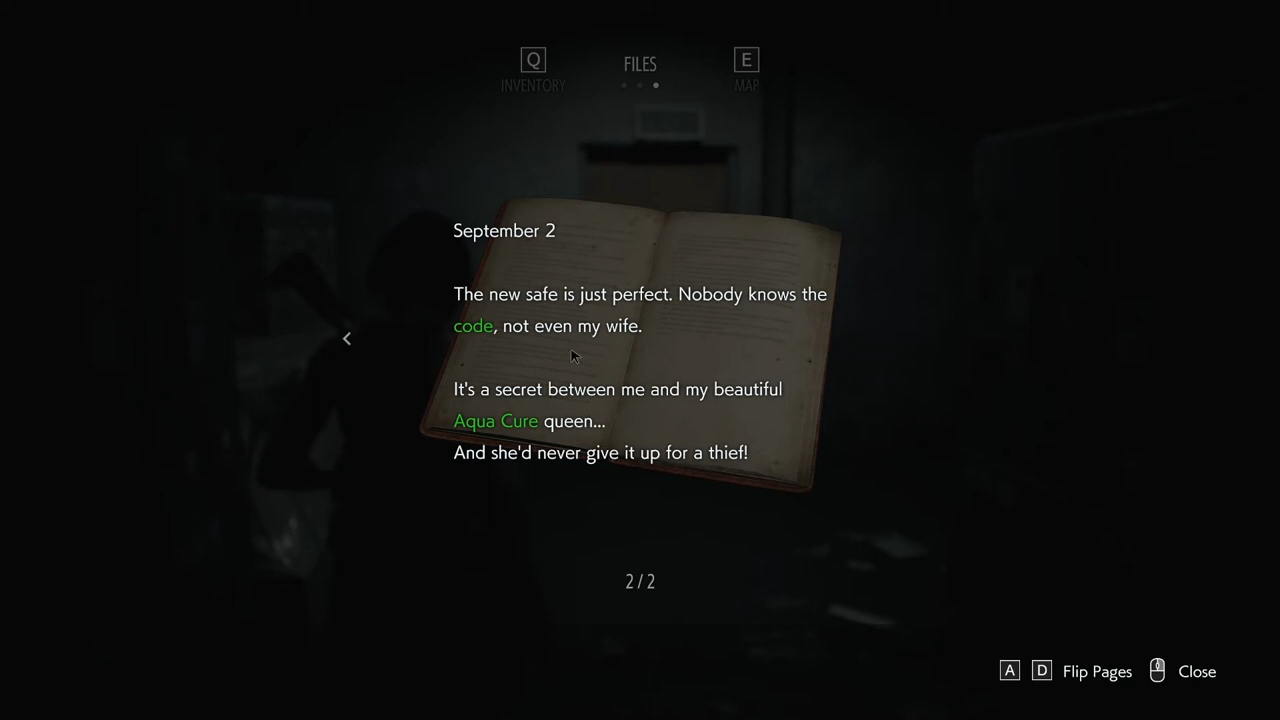 Q
FILES
E
INVENTORY
MAP
September 2
The new safe is just perfect. Nobody knows the
code, not even my wife.
It's a secret between me and my beautiful
Aqua Cure queen...
And she'd never give it up for a thief!
2 / 2
A D Flip Pages Close